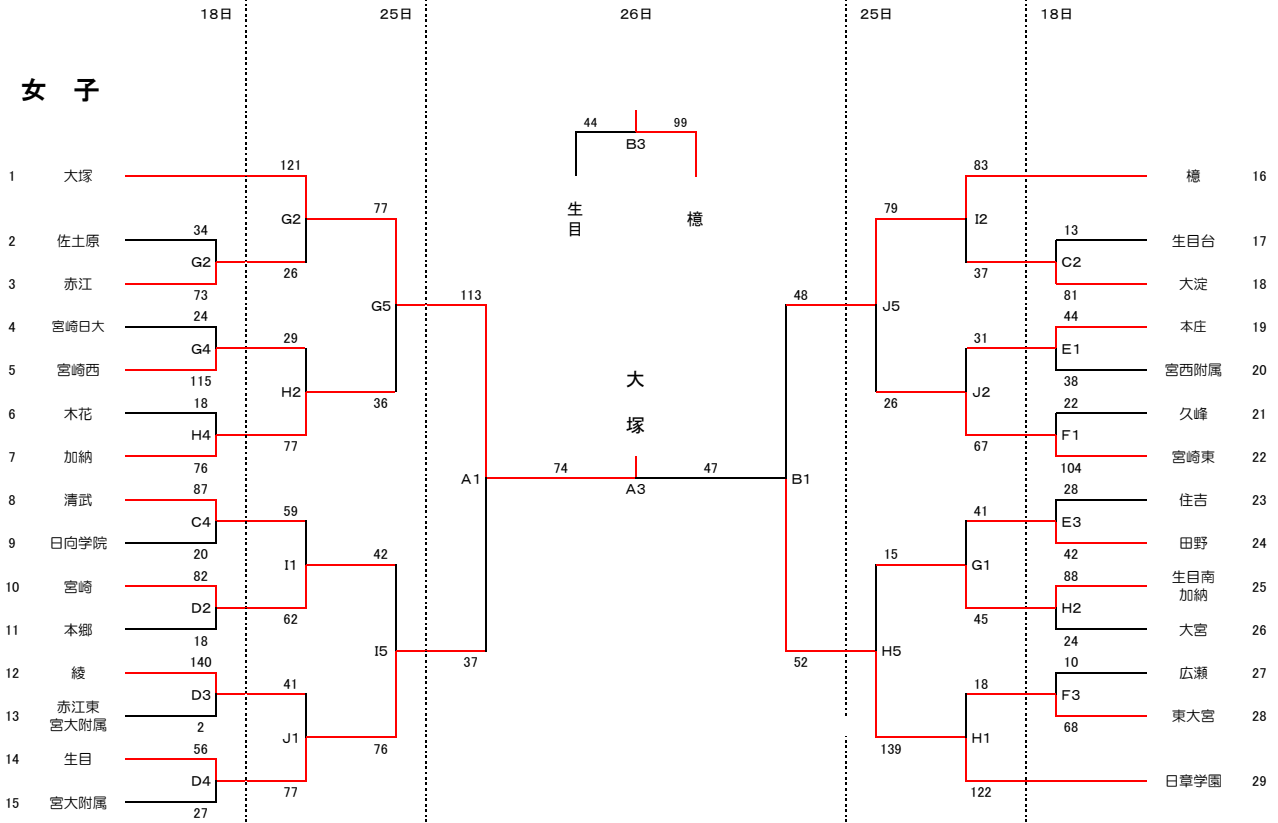 18日 25日 26日 25日 18日
女 子
44 99
B3
生目 檍
1 大塚 121
G2 77
2 佐土原 34
G2 26
3 赤江 73
G5 113
4 宮崎日大 24
G4 29
5 宮崎西 115
H2 36
6 木花 18
H4 77
7 加納 76
A1 74
8 清武 87
C4 59
9 日向学院 20
I1 42
10 宮崎 82
D2 62
11 本郷 18
I5 37
12 綾 140
D3 41
13 赤江東
宮大附属 2
J1 76
14 生目 56
D4 77
15 宮大附属 27
大塚
A3
83 檍 16
79 I2
13 生目台 17
37 C2
81 大淀 18
48 J5
44 本庄 19
31 E1
38 宮西附属 20
26 J2
22 久峰 21
67 F1
104 宮崎東 22
47 B1
28 住吉 23
41 E3
42 田野 24
15 G1
88 生目南
加納 25
45 H2
24 大宮 26
52 H5
10 広瀬 27
18 F3
68 東大宮 28
139 H1
122 日章学園 29